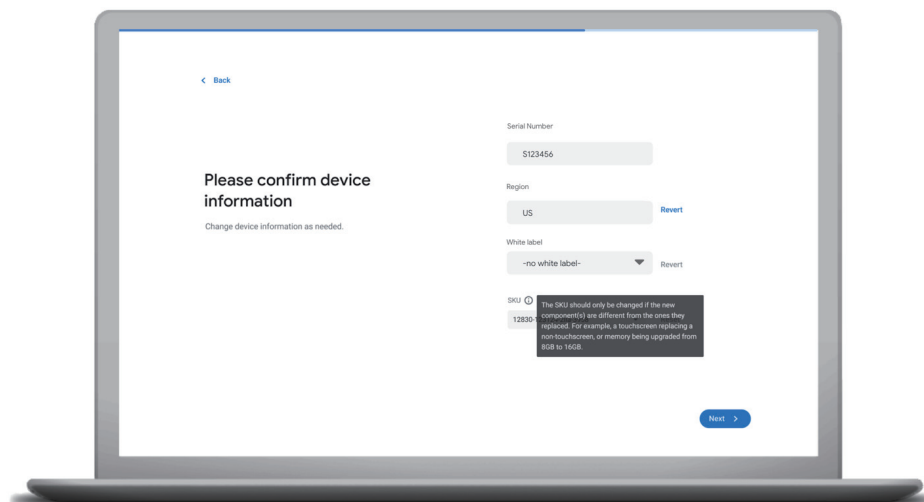 Back
Please confirm device
information
Change device information as needed.
Serial Number
S123456
Region
US
Revert
White label
-no white label-
Revert
SKU
The SKU should only be changed if the new
component(s) are different from the ones they
replaced. For example, a touchscreen replacing a
non-touchscreen, or memory being upgraded from
8GB to 16GB.
12830-
Next